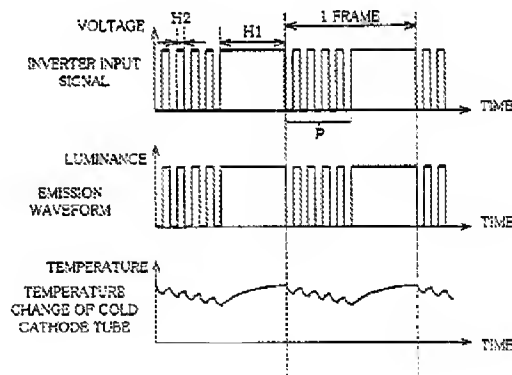 VOLTAGE
H2
H1
1 FRAME
INVERTER INPUT
SIGNAL
TIME
P
LUMINANCE
EMISSION
WAVEFORM
TIME
TEMPERATURE
TEMPERATURE
CHANGE OF COLD
CATHODE TUBE
TIME